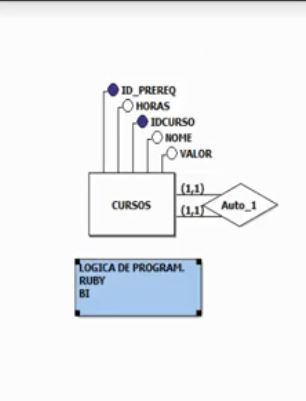 ID_PREREQ
HORAS
IDCURSO
NOME
VALOR
CURSOS
(1,1)
(1,1)
Auto_1
LOGICA DE PROGRAM.
RUBY
BI